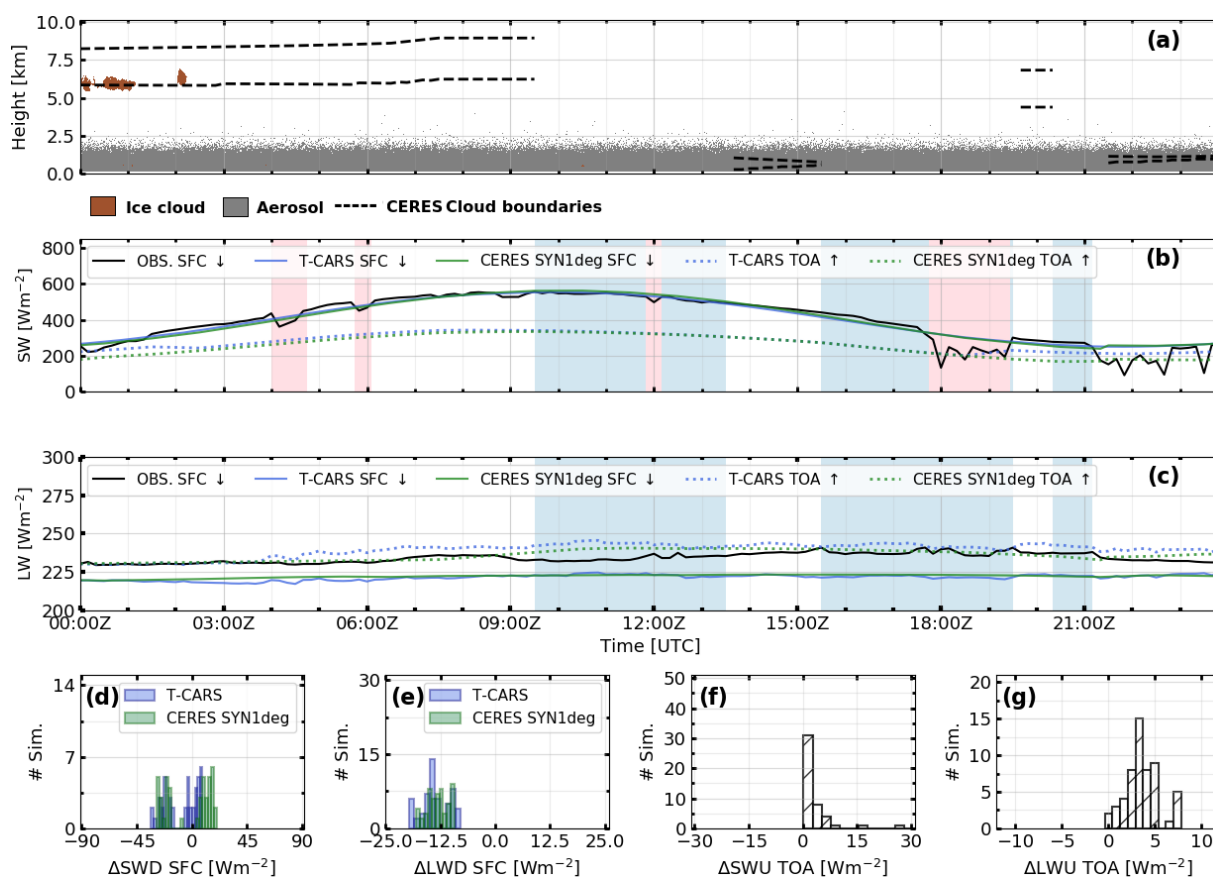 (a)
Height [km]
10.0
7.5
5.0
2.5
0.0
Ice cloud Aerosol CERES Cloud boundaries
(b)
SW [Wm−2]
800
600
400
200
0
OBS. SFC ↓ T-CARS SFC ↓ CERES SYN1deg SFC ↓ T-CARS TOA ↑ CERES SYN1deg TOA ↑
(c)
LW [Wm−2]
300
275
250
225
200
OBS. SFC ↓ T-CARS SFC ↓ CERES SYN1deg SFC ↓ T-CARS TOA ↑ CERES SYN1deg TOA ↑
00:00Z 03:00Z 06:00Z 09:00Z 12:00Z 15:00Z 18:00Z 21:00Z
Time [UTC]
(d)
# Sim.
14
7
0
T-CARS
CERES SYN1deg
−90 −45 0 45 90
ΔSWD SFC [Wm−2]
(e)
# Sim.
30
15
0
T-CARS
CERES SYN1deg
−25.0 0.0 25.0
ΔLWD SFC [Wm−2]
(f)
# Sim.
50
40
30
20
10
0
−30 −15 0 15 30
ΔSWU TOA [Wm−2]
(g)
# Sim.
20
15
10
5
0
−10 −5 0 5 10
ΔLWU TOA [Wm−2]